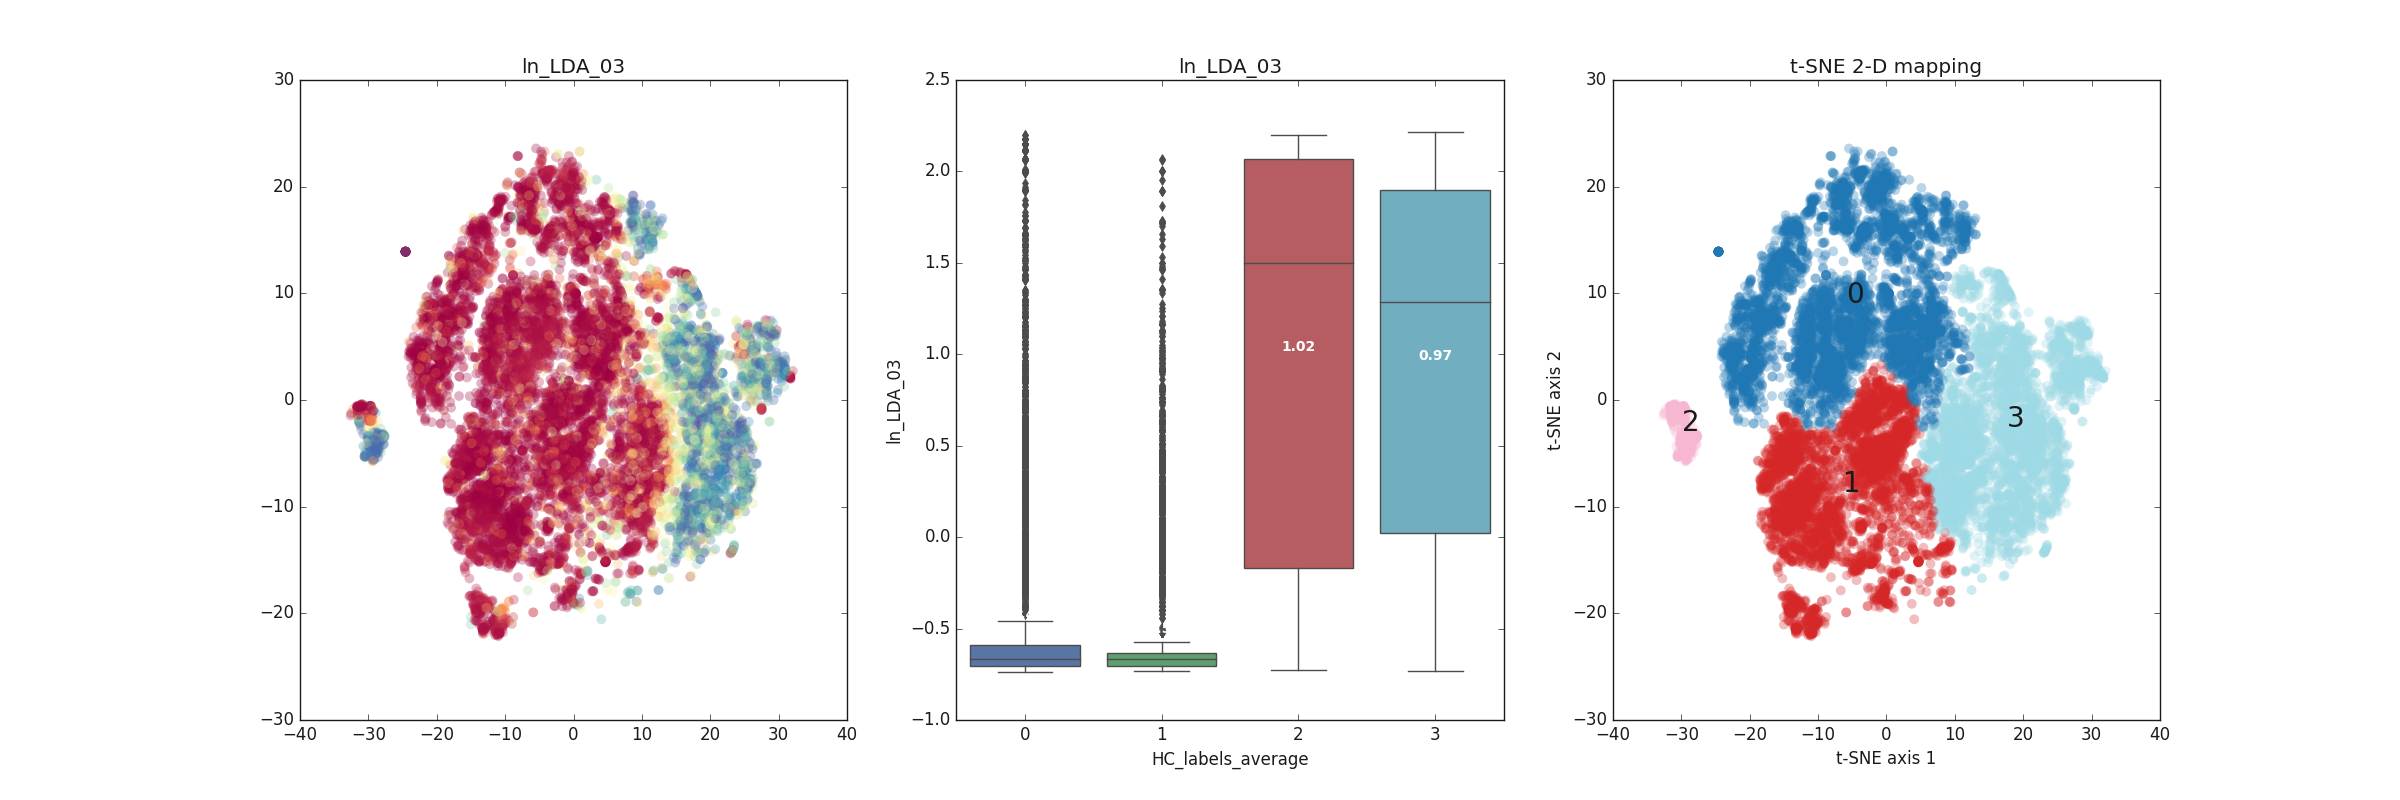 ln_LDA_03
30
20
10
0
−10
−20
−30
−40 −30 −20 −10 0 10 20 30 40
ln_LDA_03
ln_LDA_03
2.5
2.0
1.5
1.0
0.5
0.0
−0.5
−1.0
1.02
0.97
0 1 2 3
HC_labels_average
t-SNE 2-D mapping
t-SNE axis 2
30
20
10
0
−10
−20
−30
0
2
3
1
−40 −30 −20 −10 0 10 20 30 40
t-SNE axis 1